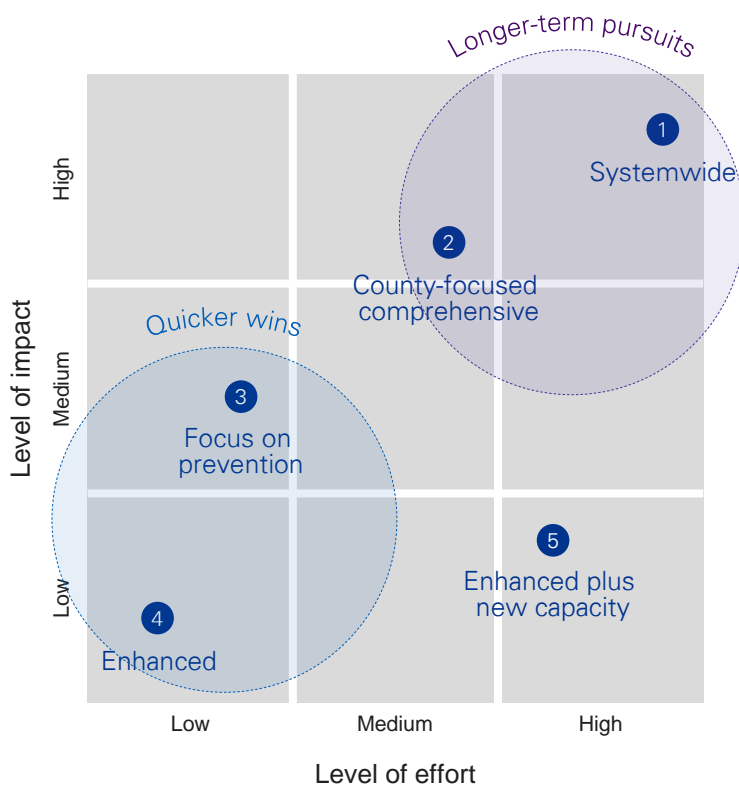 Longer-term pursuits
1
Systemwide
High
2
County-focused
comprehensive
Quicker wins
Level of impact
Medium
3
Focus on
prevention
5
Enhanced plus
new capacity
Low
4
Enhanced
Low
Medium
High
Level of effort